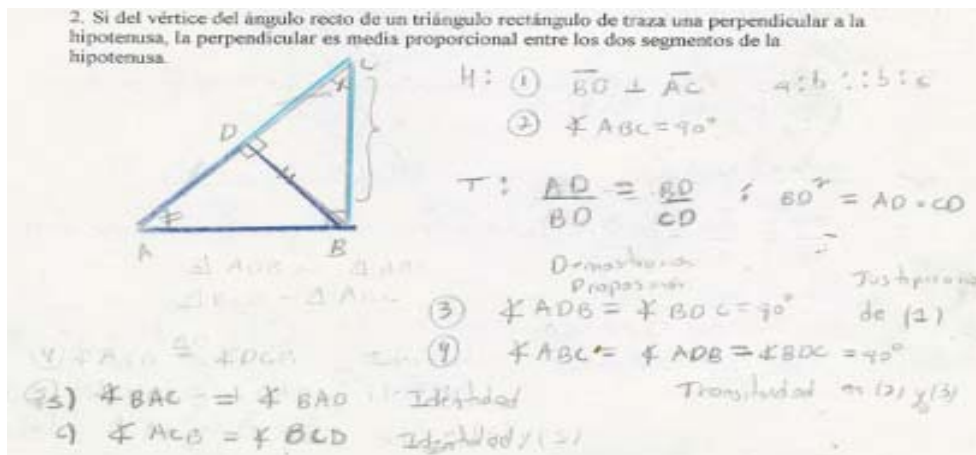 2. Si del vértice del ángulo recto de un triángulo rectángulo de traza una perpendicular a la
hipotenusa, la perpendicular es media proporcional entre los dos segmentos de la
hipotenusa.
C
H: ① BD ⊥ AC a:b::b:c
② ∡ ABC = 90°
D
T: AD/BD = BD/CD ; BD² = AD · CD
A B
Demostración
Proposición
③ ∡ ADB = ∡ BDC = 90° de (1)
④ ∡ ABC = ∡ ADB = ∡ BDC = 90°
Transitividad en (2) y (3)
5) ∡ BAC = ∡ BAD Identidad
∡ ACB = ∡ BCD Identidad